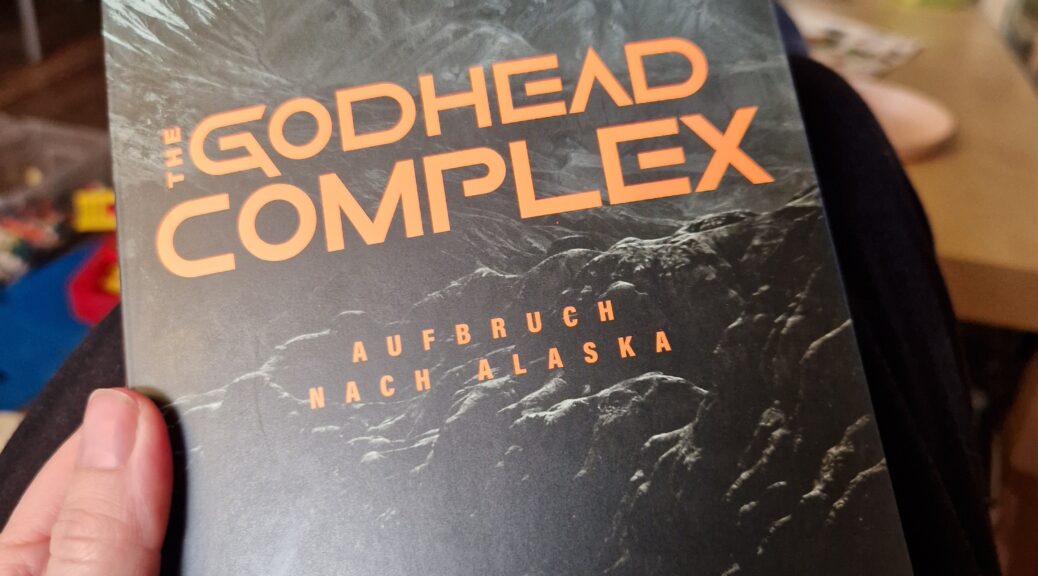 THE GODHEAD
COMPLEX
AUFBRUCH
NACH ALASKA